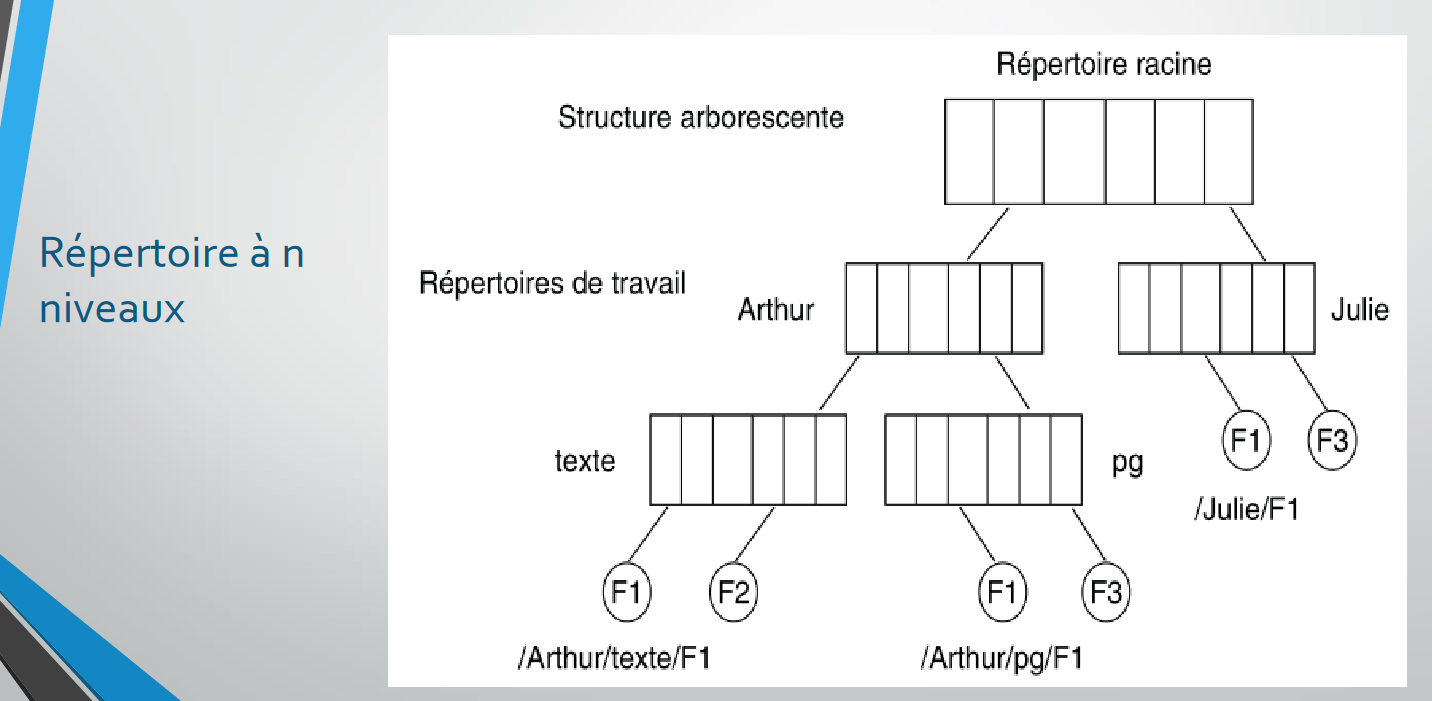 Répertoire à n
niveaux
Répertoire racine
Structure arborescente
Répertoires de travail
Arthur
Julie
texte
pg
F1
F3
/Julie/F1
F1
F2
F1
F3
/Arthur/texte/F1
/Arthur/pg/F1